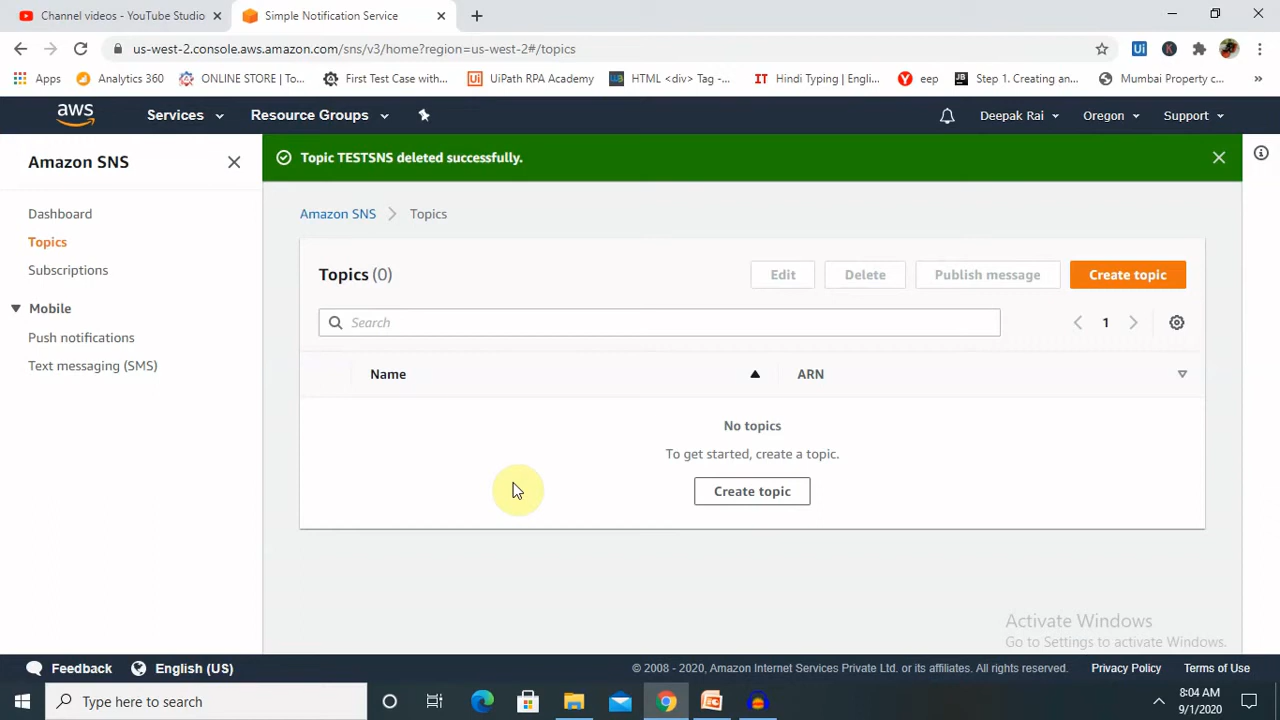 Channel videos - YouTube Studio
Simple Notification Service
us-west-2.console.aws.amazon.com/sns/v3/home?region=us-west-2#/topics
Apps
Analytics 360
ONLINE STORE | To...
First Test Case with...
UiPath RPA Academy
HTML <div> Tag -...
Hindi Typing | Engli...
eep
Step 1. Creating an...
Mumbai Property c...
aws
Services
Resource Groups
Deepak Rai
Oregon
Support
Amazon SNS
Topic TESTSNS deleted successfully.
Dashboard
Topics
Subscriptions
Mobile
Push notifications
Text messaging (SMS)
Amazon SNS
Topics
Topics (0)
Edit
Delete
Publish message
Create topic
Search
1
Name
ARN
No topics
To get started, create a topic.
Create topic
Activate Windows
Go to Settings to activate Windows.
Feedback
English (US)
© 2008 - 2020, Amazon Internet Services Private Ltd. or its affiliates. All rights reserved.
Privacy Policy
Terms of Use
Type here to search
8:04 AM
9/1/2020